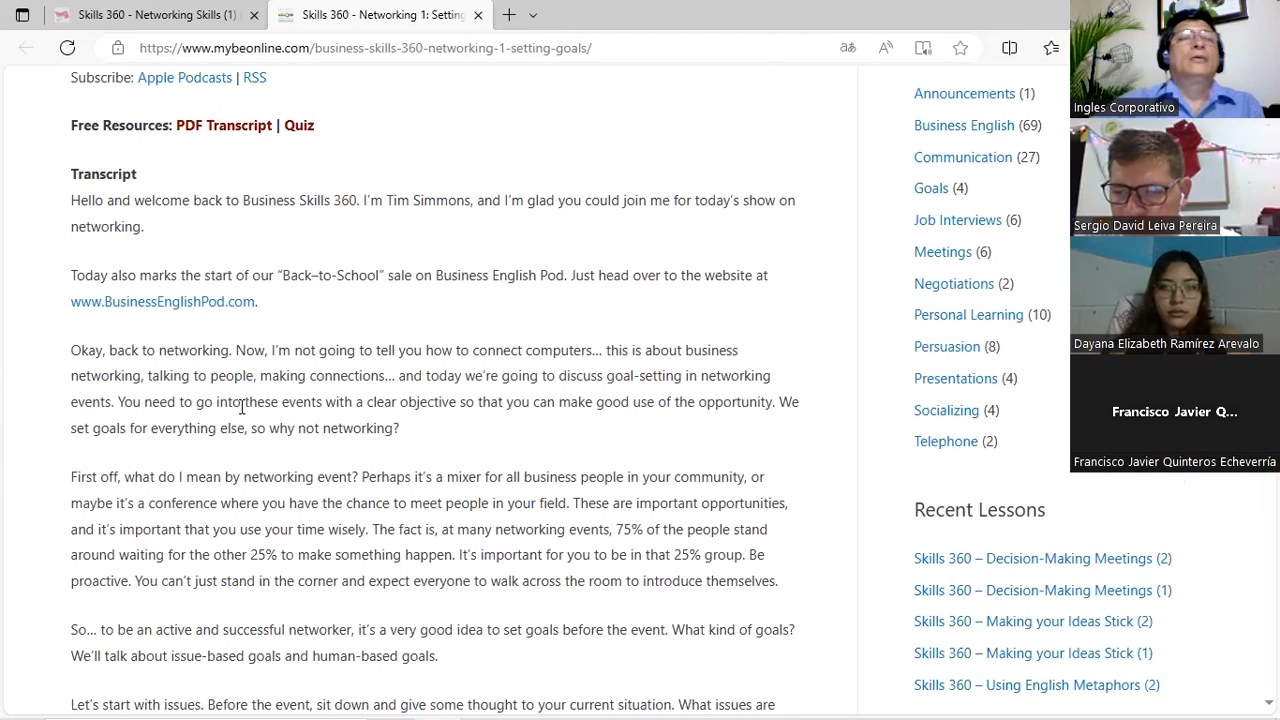 Skills 360 - Networking Skills (1)
Skills 360 - Networking 1: Setting
https://www.mybeonline.com/business-skills-360-networking-1-setting-goals/
Subscribe: Apple Podcasts | RSS
Free Resources: PDF Transcript | Quiz
Transcript
Hello and welcome back to Business Skills 360. I'm Tim Simmons, and I'm glad you could join me for today's show on
networking.
Today also marks the start of our “Back–to-School” sale on Business English Pod. Just head over to the website at
www.BusinessEnglishPod.com.
Okay, back to networking. Now, I'm not going to tell you how to connect computers… this is about business
networking, talking to people, making connections… and today we're going to discuss goal-setting in networking
events. You need to go into these events with a clear objective so that you can make good use of the opportunity. We
set goals for everything else, so why not networking?
First off, what do I mean by networking event? Perhaps it's a mixer for all business people in your community, or
maybe it's a conference where you have the chance to meet people in your field. These are important opportunities,
and it's important that you use your time wisely. The fact is, at many networking events, 75% of the people stand
around waiting for the other 25% to make something happen. It's important for you to be in that 25% group. Be
proactive. You can't just stand in the corner and expect everyone to walk across the room to introduce themselves.
So… to be an active and successful networker, it's a very good idea to set goals before the event. What kind of goals?
We'll talk about issue-based goals and human-based goals.
Let's start with issues. Before the event, sit down and give some thought to your current situation. What issues are
Announcements (1)
Business English (69)
Communication (27)
Goals (4)
Job Interviews (6)
Meetings (6)
Negotiations (2)
Personal Learning (10)
Persuasion (8)
Presentations (4)
Socializing (4)
Telephone (2)
Recent Lessons
Skills 360 – Decision-Making Meetings (2)
Skills 360 – Decision-Making Meetings (1)
Skills 360 – Making your Ideas Stick (2)
Skills 360 – Making your Ideas Stick (1)
Skills 360 – Using English Metaphors (2)
Ingles Corporativo
Sergio David Leiva Pereira
Dayana Elizabeth Ramírez Arevalo
Francisco Javier Q...
Francisco Javier Quinteros Echeverría